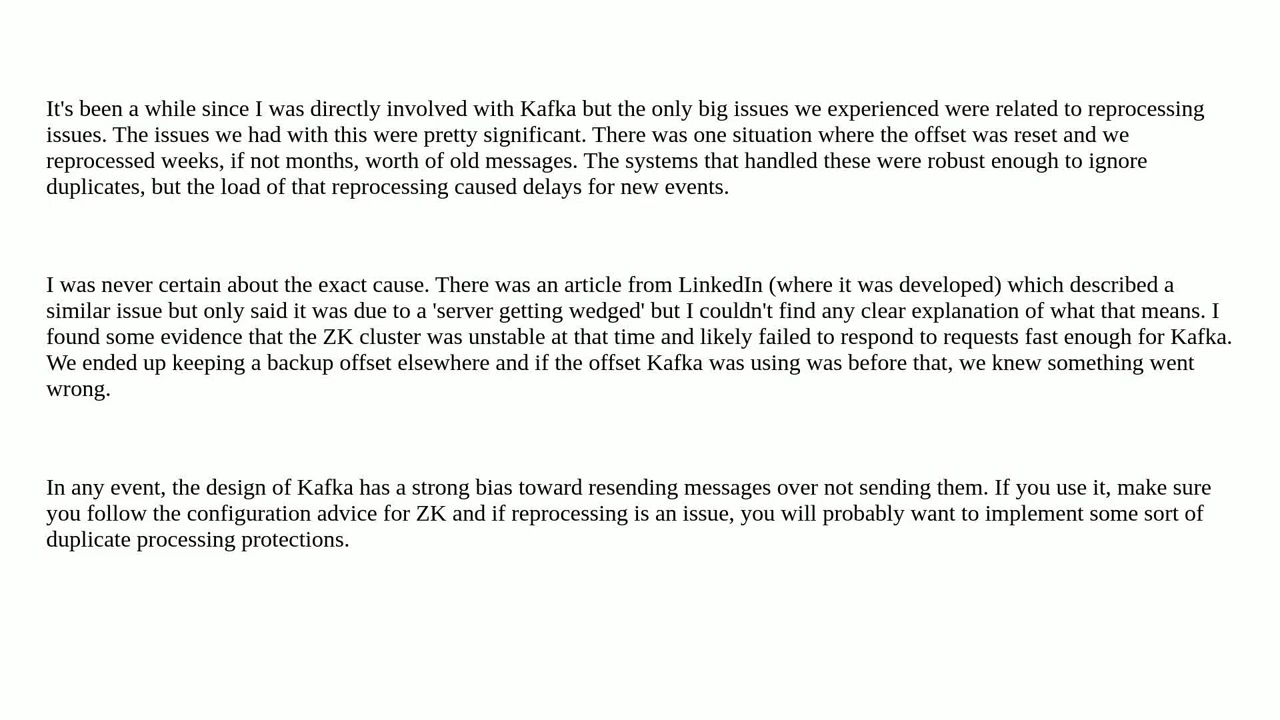 It's been a while since I was directly involved with Kafka but the only big issues we experienced were related to reprocessing
issues. The issues we had with this were pretty significant. There was one situation where the offset was reset and we
reprocessed weeks, if not months, worth of old messages. The systems that handled these were robust enough to ignore
duplicates, but the load of that reprocessing caused delays for new events.
I was never certain about the exact cause. There was an article from LinkedIn (where it was developed) which described a
similar issue but only said it was due to a 'server getting wedged' but I couldn't find any clear explanation of what that means. I
found some evidence that the ZK cluster was unstable at that time and likely failed to respond to requests fast enough for Kafka.
We ended up keeping a backup offset elsewhere and if the offset Kafka was using was before that, we knew something went
wrong.
In any event, the design of Kafka has a strong bias toward resending messages over not sending them. If you use it, make sure
you follow the configuration advice for ZK and if reprocessing is an issue, you will probably want to implement some sort of
duplicate processing protections.